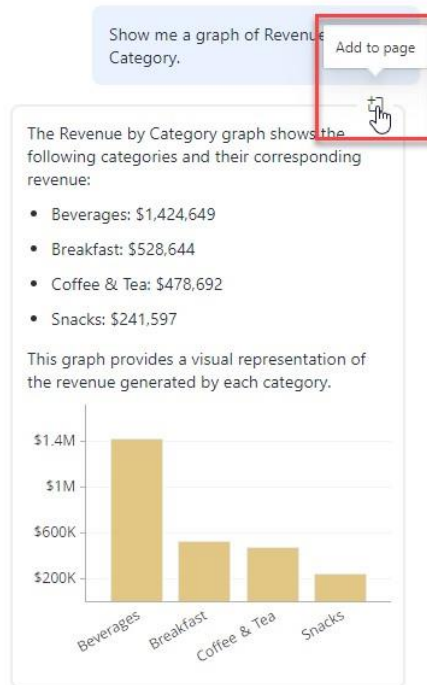 Show me a graph of Revenue
Category.
Add to page
The Revenue by Category graph shows the
following categories and their corresponding
revenue:
• Beverages: $1,424,649
• Breakfast: $528,644
• Coffee & Tea: $478,692
• Snacks: $241,597
This graph provides a visual representation of
the revenue generated by each category.
$1.4M
$1M
$600K
$200K
Beverages
Breakfast
Coffee & Tea
Snacks